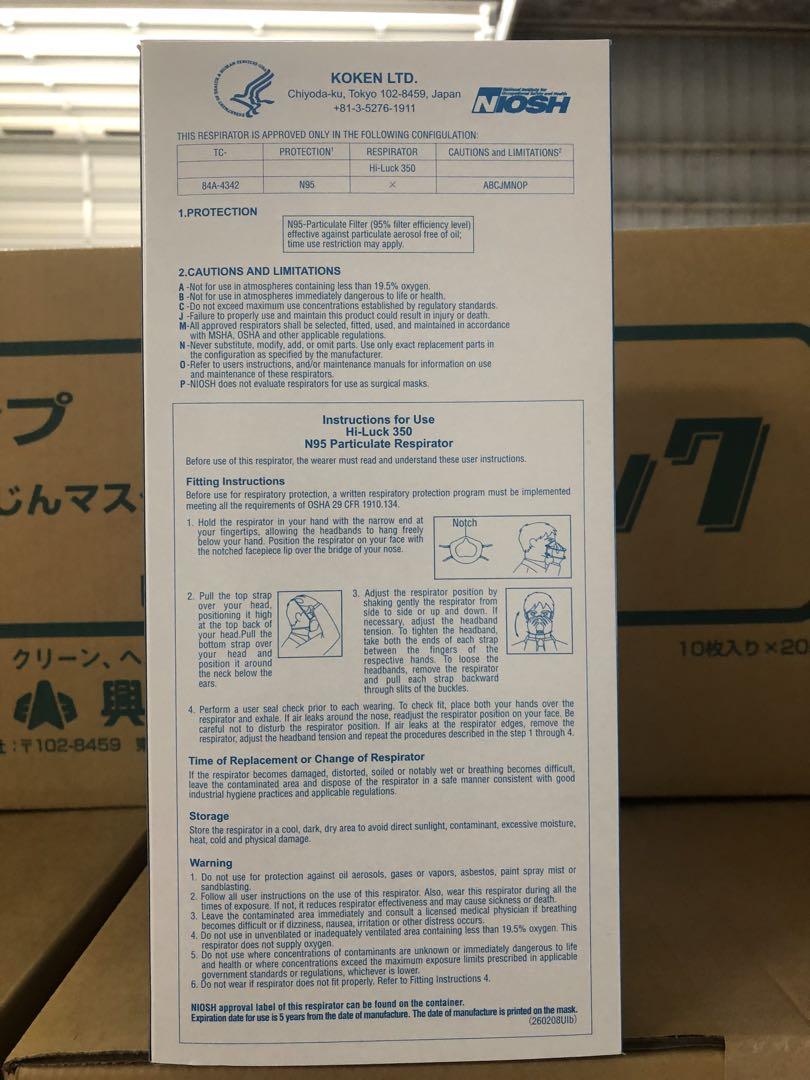 DEPARTMENT OF HEALTH & HUMAN SERVICES USA
KOKEN LTD.
Chiyoda-ku, Tokyo 102-8459, Japan
+81-3-5276-1911
National Institute for
Occupational Safety and Health
NIOSH
THIS RESPIRATOR IS APPROVED ONLY IN THE FOLLOWING CONFIGULATION:
TC- PROTECTION¹ RESPIRATOR CAUTIONS and LIMITATIONS²
Hi-Luck 350
84A-4342 N95 × ABCJMNOP
1.PROTECTION
N95-Particulate Filter (95% filter efficiency level)
effective against particulate aerosol free of oil;
time use restriction may apply.
2.CAUTIONS AND LIMITATIONS
A -Not for use in atmospheres containing less than 19.5% oxygen.
B -Not for use in atmospheres immediately dangerous to life or health.
C -Do not exceed maximum use concentrations established by regulatory standards.
J -Failure to properly use and maintain this product could result in injury or death.
M-All approved respirators shall be selected, fitted, used, and maintained in accordance
with MSHA, OSHA and other applicable regulations.
N -Never substitute, modify, add, or omit parts. Use only exact replacement parts in
the configuration as specified by the manufacturer.
O -Refer to users instructions, and/or maintenance manuals for information on use
and maintenance of these respirators.
P -NIOSH does not evaluate respirators for use as surgical masks.
Instructions for Use
Hi-Luck 350
N95 Particulate Respirator
Before use of this respirator, the wearer must read and understand these user instructions.
Fitting Instructions
Before use for respiratory protection, a written respiratory protection program must be implemented
meeting all the requirements of OSHA 29 CFR 1910.134.
1. Hold the respirator in your hand with the narrow end at
your fingertips, allowing the headbands to hang freely
below your hand. Position the respirator on your face with
the notched facepiece lip over the bridge of your nose.
Notch
2. Pull the top strap
over your head,
positioning it high
at the top back of
your head.Pull the
bottom strap over
your head and
position it around
the neck below the
ears.
3. Adjust the respirator position by
shaking gently the respirator from
side to side or up and down. If
necessary, adjust the headband
tension. To tighten the headband,
take both the ends of each strap
between the fingers of the
respective hands. To loose the
headbands, remove the respirator
and pull each strap backward
through slits of the buckles.
4. Perform a user seal check prior to each wearing. To check fit, place both your hands over the
respirator and exhale. If air leaks around the nose, readjust the respirator position on your face. Be
careful not to disturb the respirator position. If air leaks at the respirator edges, remove the
respirator, adjust the headband tension and repeat the procedures described in the step 1 through 4.
Time of Replacement or Change of Respirator
If the respirator becomes damaged, distorted, soiled or notably wet or breathing becomes difficult,
leave the contaminated area and dispose of the respirator in a safe manner consistent with good
industrial hygiene practices and applicable regulations.
Storage
Store the respirator in a cool, dark, dry area to avoid direct sunlight, contaminant, excessive moisture,
heat, cold and physical damage.
Warning
1. Do not use for protection against oil aerosols, gases or vapors, asbestos, paint spray mist or
sandblasting.
2. Follow all user instructions on the use of this respirator. Also, wear this respirator during all the
times of exposure. If not, it reduces respirator effectiveness and may cause sickness or death.
3. Leave the contaminated area immediately and consult a licensed medical physician if breathing
becomes difficult or if dizziness, nausea, irritation or other distress occurs.
4. Do not use in unventilated or inadequately ventilated area containing less than 19.5% oxygen. This
respirator does not supply oxygen.
5. Do not use where concentrations of contaminants are unknown or immediately dangerous to life
and health or where concentrations exceed the maximum exposure limits prescribed in applicable
government standards or regulations, whichever is lower.
6. Do not wear if respirator does not fit properly. Refer to Fitting Instructions 4.
NIOSH approval label of this respirator can be found on the container.
Expiration date for use is 5 years from the date of manufacture. The date of manufacture is printed on the mask.
(260208UIb)
プ
じんマス
クリーン、ヘ
興
社:〒102-8459
ック
10枚入り×20